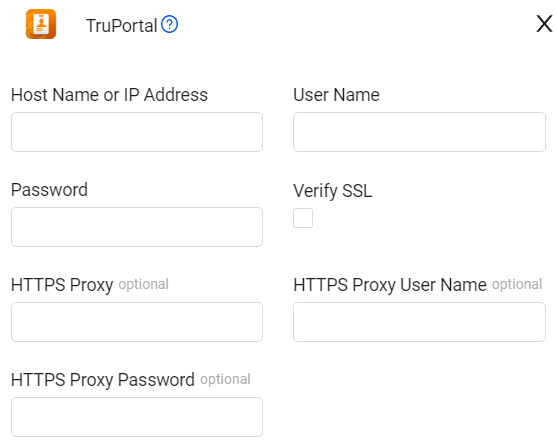 TruPortal ? X
Host Name or IP Address User Name
Password Verify SSL
HTTPS Proxy optional HTTPS Proxy User Name optional
HTTPS Proxy Password optional